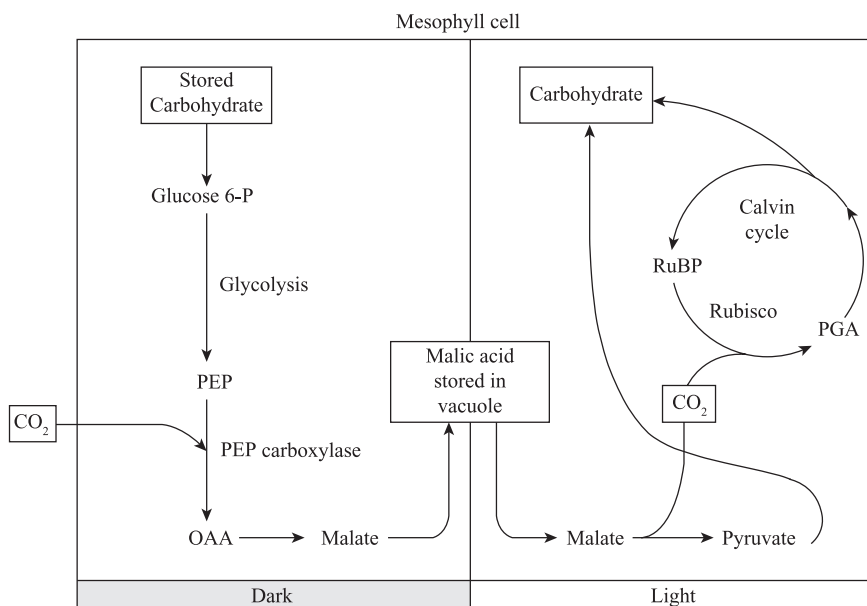 Mesophyll cell
Stored
Carbohydrate
Glucose 6-P
Glycolysis
PEP
CO₂
PEP carboxylase
OAA
Malate
Malic acid
stored in
vacuole
Carbohydrate
Calvin
cycle
RuBP
Rubisco
PGA
CO₂
Malate
Pyruvate
Dark
Light